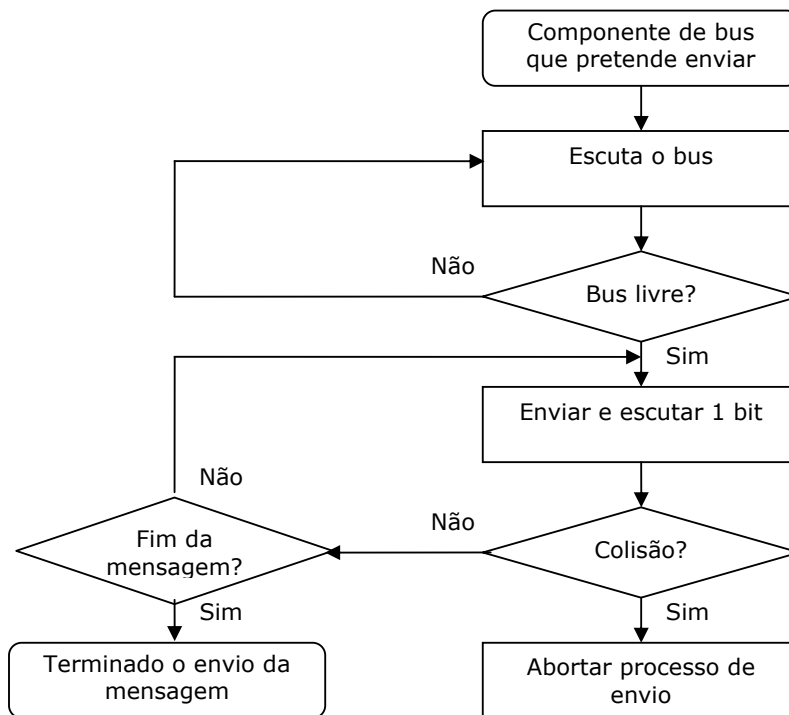 Componente de bus
que pretende enviar
Escuta o bus
Não
Bus livre?
Sim
Enviar e escutar 1 bit
Não
Fim da
mensagem?
Não
Colisão?
Sim
Sim
Terminado o envio da
mensagem
Abortar processo de
envio